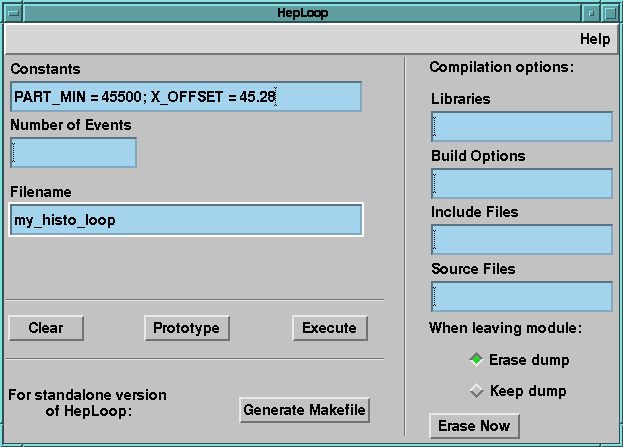 HepLoop
Help
Constants
PART_MIN = 45500; X_OFFSET = 45.28
Number of Events
Filename
my_histo_loop
Clear
Prototype
Execute
For standalone version
of HepLoop:
Generate Makefile
Compilation options:
Libraries
Build Options
Include Files
Source Files
When leaving module:
Erase dump
Keep dump
Erase Now